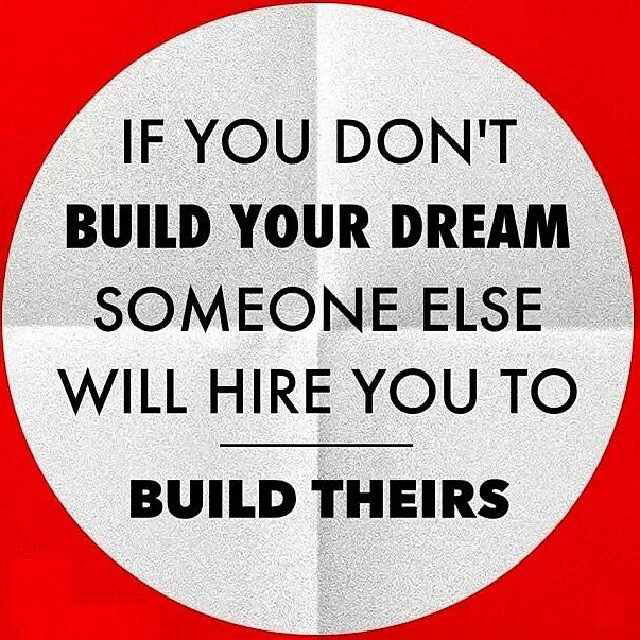 IF YOU DON'T
BUILD YOUR DREAM
SOMEONE ELSE
WILL HIRE YOU TO
BUILD THEIRS